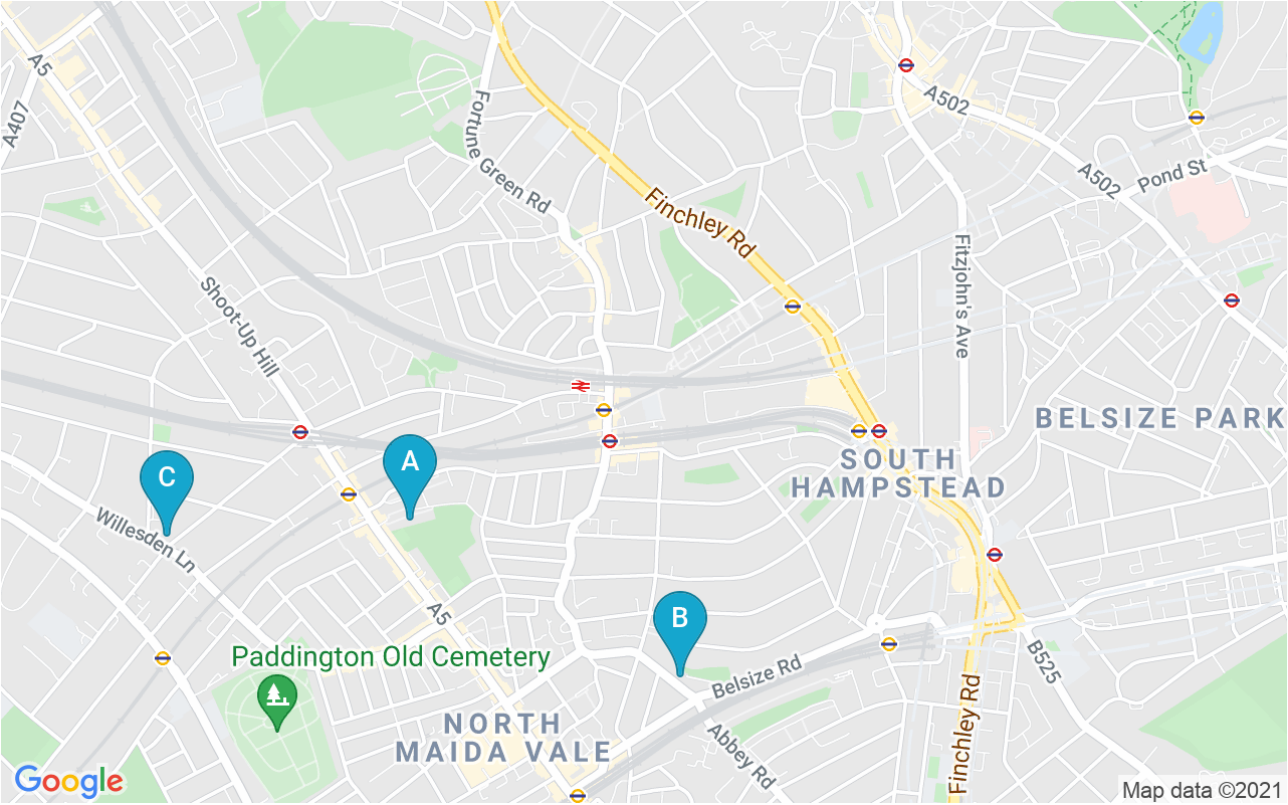 A5
A407
Fortune Green Rd
A502
A502
Pond St
Finchley Rd
Fitzjohn's Ave
Shoot-Up Hill
BELSIZE PARK
SOUTH
HAMPSTEAD
A
C
Willesden Ln
A5
B
Paddington Old Cemetery
Belsize Rd
B525
NORTH
MAIDA VALE
Abbey Rd
Finchley Rd
Google
Map data ©2021